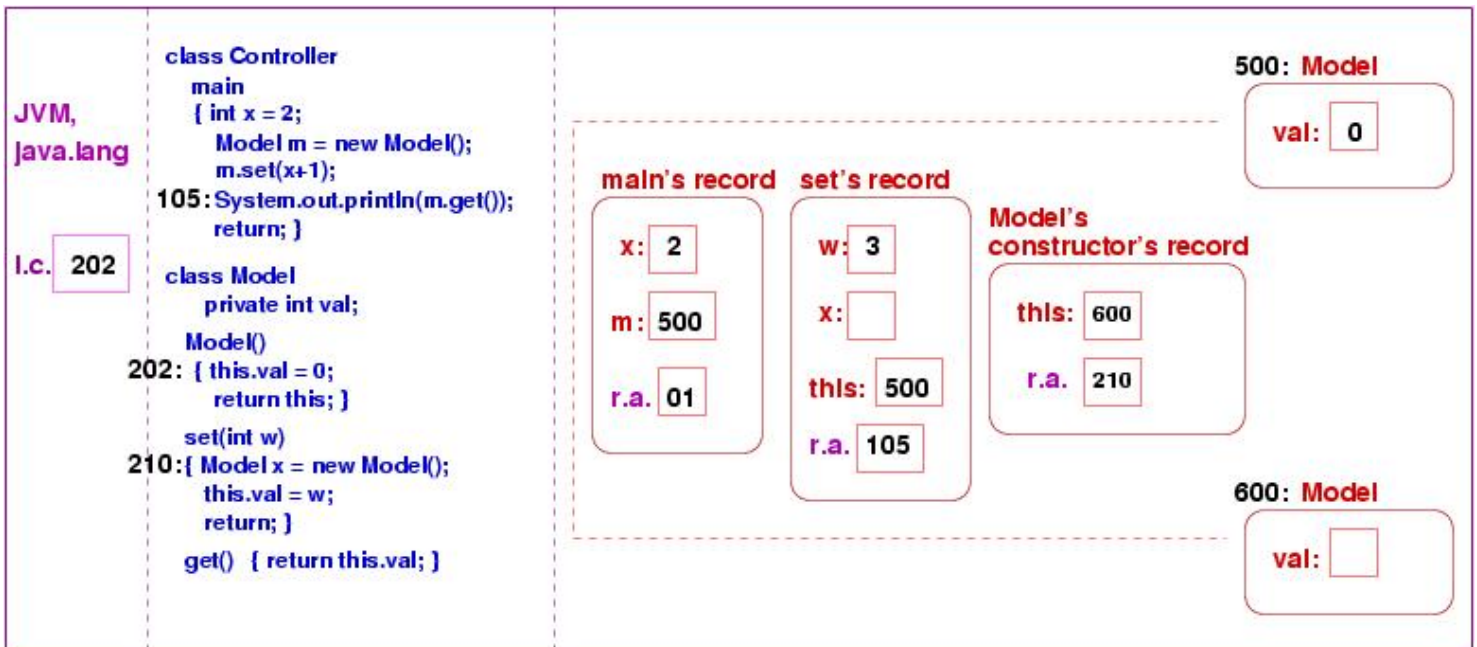 JVM,
java.lang
i.c. 202
class Controller
main
{ int x = 2;
Model m = new Model();
m.set(x+1);
105: System.out.println(m.get());
return; }
class Model
private int val;
Model()
202: { this.val = 0;
return this; }
set(int w)
210: { Model x = new Model();
this.val = w;
return; }
get() { return this.val; }
main's record
x: 2
m: 500
r.a. 01
set's record
w: 3
x:
this: 500
r.a. 105
Model's
constructor's record
this: 600
r.a. 210
500: Model
val: 0
600: Model
val: